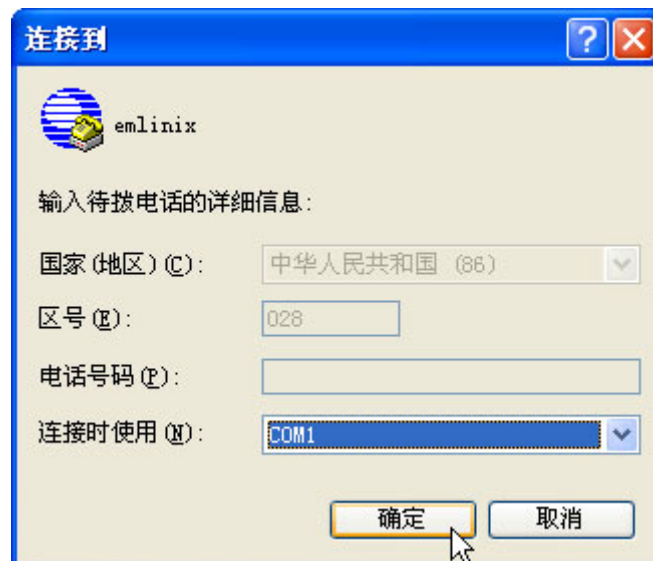 连接到
emlinix
输入待拨电话的详细信息:
国家(地区)(C): 中华人民共和国 (86)
区号(E): 028
电话号码(P):
连接时使用(N): COM1
确定 取消